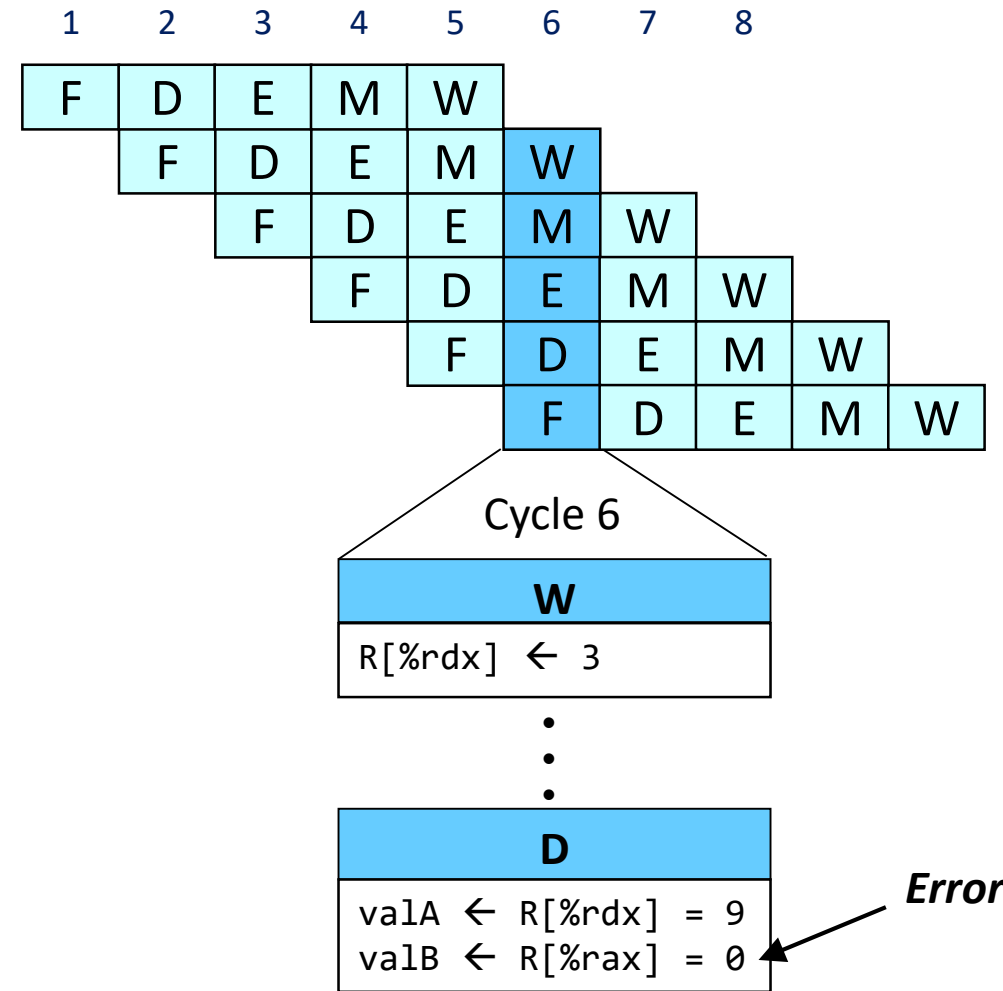 1 2 3 4 5 6 7 8
F D E M W
F D E M W
F D E M W
F D E M W
F D E M W
F D E M W
Cycle 6
W
R[%rdx] ← 3
•
•
•
D
Error
valA ← R[%rdx] = 9
valB ← R[%rax] = 0